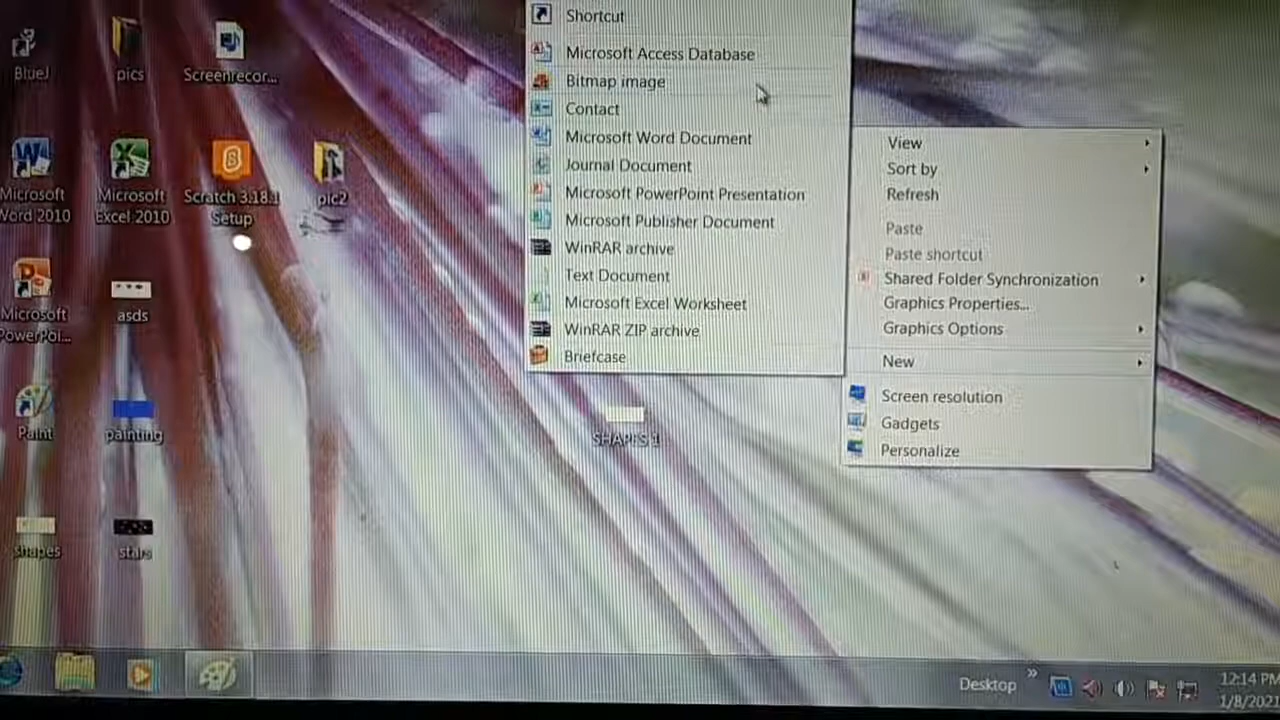 BlueJ
pics
Screenrecor...
Microsoft
Word 2010
Microsoft
Excel 2010
Scratch 3.18.1
Setup
pic2
Microsoft
PowerPoi...
asds
Paint
painting
shapes
stars
SHAPES 1
Shortcut
Microsoft Access Database
Bitmap image
Contact
Microsoft Word Document
Journal Document
Microsoft PowerPoint Presentation
Microsoft Publisher Document
WinRAR archive
Text Document
Microsoft Excel Worksheet
WinRAR ZIP archive
Briefcase
View
Sort by
Refresh
Paste
Paste shortcut
Shared Folder Synchronization
Graphics Properties...
Graphics Options
New
Screen resolution
Gadgets
Personalize
Desktop »
12:14 PM
1/8/2021